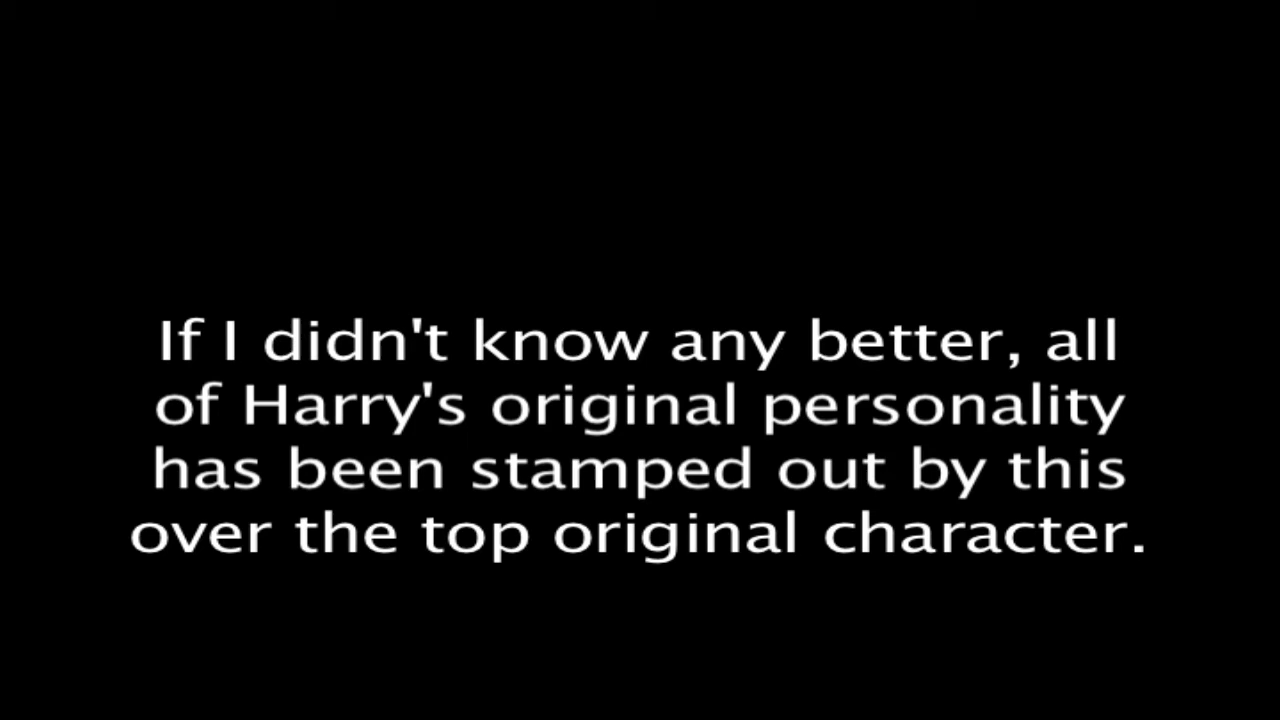 If I didn't know any better, all
of Harry's original personality
has been stamped out by this
over the top original character.